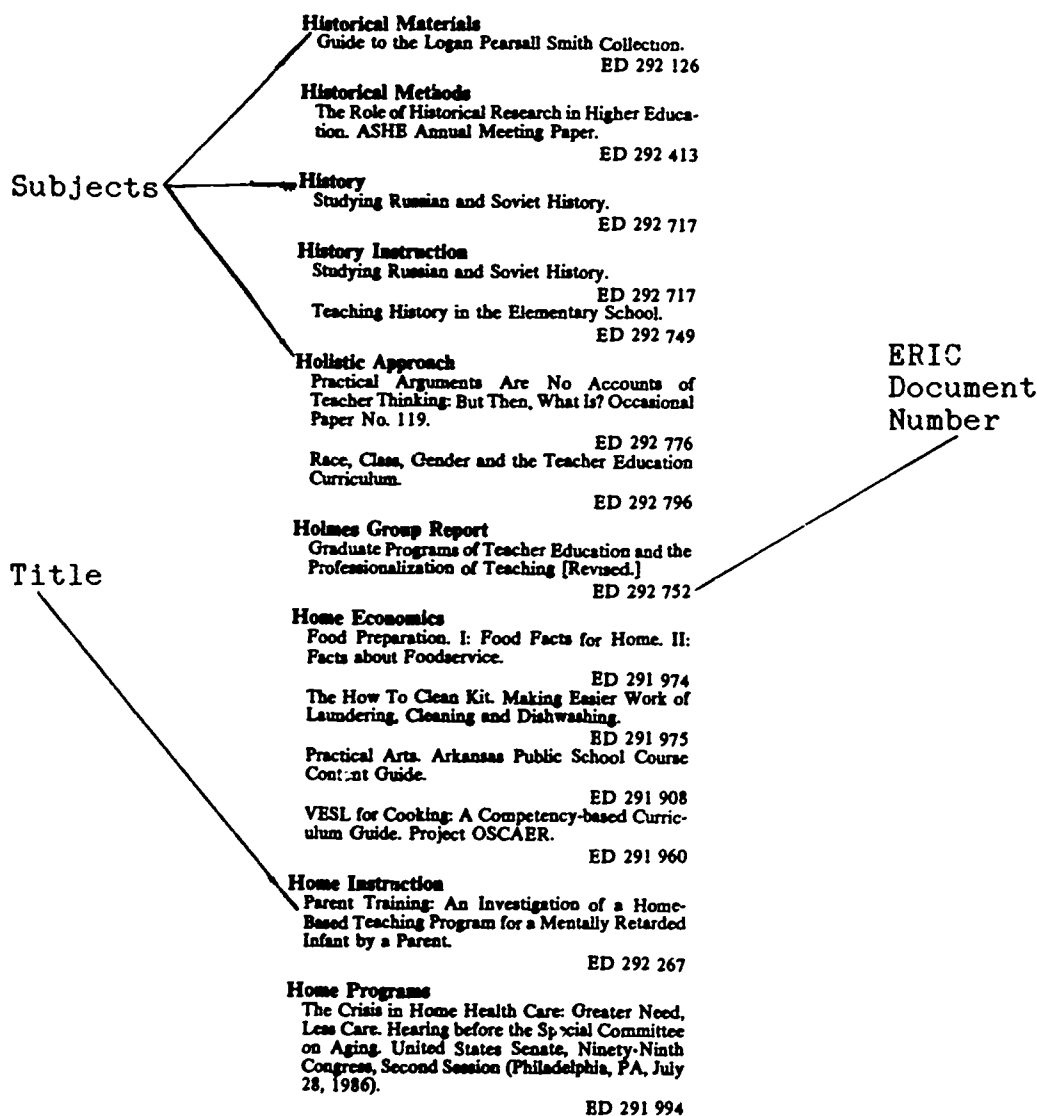 Historical Materials
Guide to the Logan Pearsall Smith Collection.
ED 292 126
Historical Methods
The Role of Historical Research in Higher Educa-
tion. ASHE Annual Meeting Paper.
ED 292 413
Subjects
History
Studying Russian and Soviet History.
ED 292 717
History Instruction
Studying Russian and Soviet History.
ED 292 717
Teaching History in the Elementary School.
ED 292 749
Holistic Approach
Practical Arguments Are No Accounts of
Teacher Thinking: But Then, What Is? Occasional
Paper No. 119.
ED 292 776
Race, Class, Gender and the Teacher Education
Curriculum.
ED 292 796
ERIC
Document
Number
Holmes Group Report
Graduate Programs of Teacher Education and the
Professionalization of Teaching [Revised.]
ED 292 752
Title
Home Economics
Food Preparation. I: Food Facts for Home. II:
Facts about Foodservice.
ED 291 974
The How To Clean Kit. Making Easier Work of
Laundering, Cleaning and Dishwashing.
ED 291 975
Practical Arts. Arkansas Public School Course
Content Guide.
ED 291 908
VESL for Cooking: A Competency-based Curric-
ulum Guide. Project OSCAER.
ED 291 960
Home Instruction
Parent Training: An Investigation of a Home-
Based Teaching Program for a Mentally Retarded
Infant by a Parent.
ED 292 267
Home Programs
The Crisis in Home Health Care: Greater Need,
Less Care. Hearing before the Special Committee
on Aging. United States Senate, Ninety-Ninth
Congress, Second Session (Philadelphia, PA, July
28, 1986).
ED 291 994